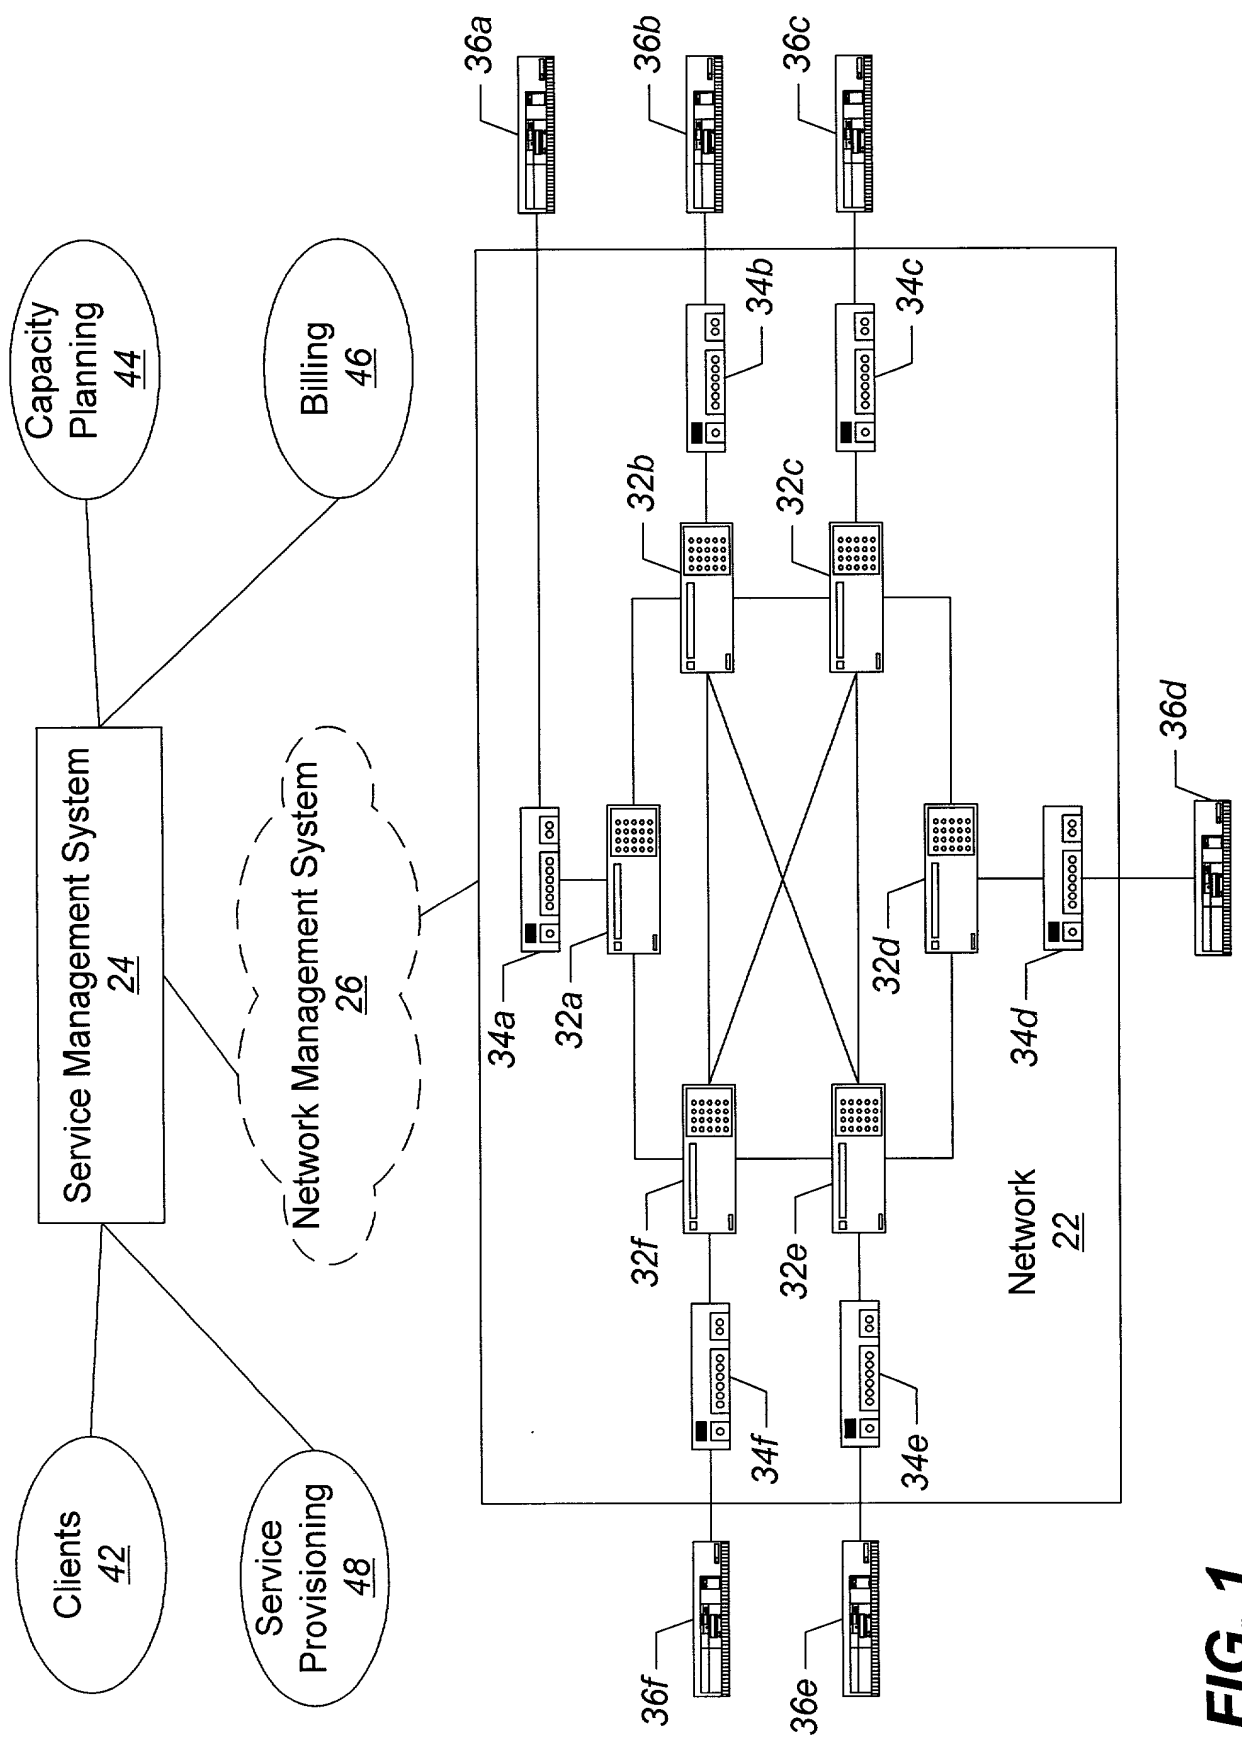 Clients
42
Service
Provisioning
48
Service Management System
24
Capacity
Planning
44
Billing
46
Network Management System
26
34a
32a
36a
36f
34f
32f
32b
34b
36b
36e
34e
32e
32c
34c
36c
32d
34d
36d
Network
22
FIG. 1